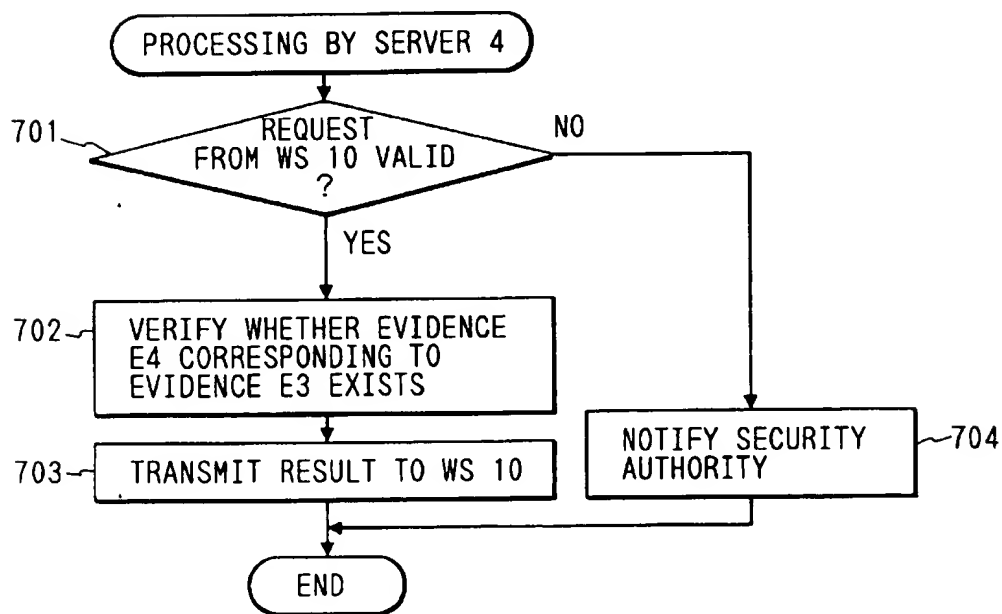 PROCESSING BY SERVER 4
701
REQUEST
FROM WS 10 VALID
?
NO
YES
702
VERIFY WHETHER EVIDENCE
E4 CORRESPONDING TO
EVIDENCE E3 EXISTS
703
TRANSMIT RESULT TO WS 10
NOTIFY SECURITY
AUTHORITY
704
END